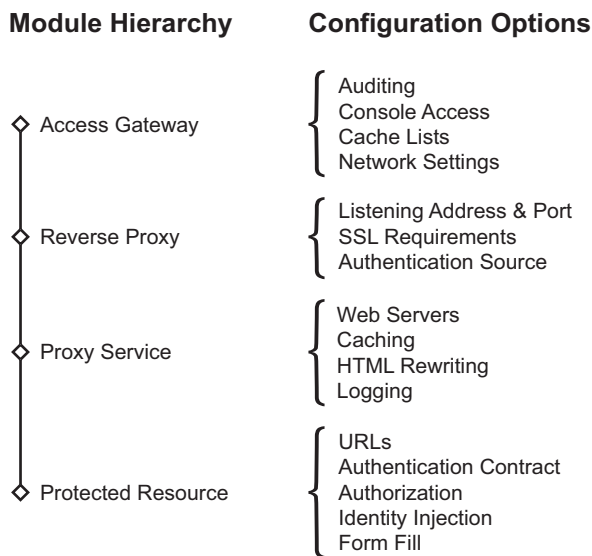 Module Hierarchy
Configuration Options
Access Gateway
Auditing
Console Access
Cache Lists
Network Settings
Reverse Proxy
Listening Address & Port
SSL Requirements
Authentication Source
Proxy Service
Web Servers
Caching
HTML Rewriting
Logging
Protected Resource
URLs
Authentication Contract
Authorization
Identity Injection
Form Fill